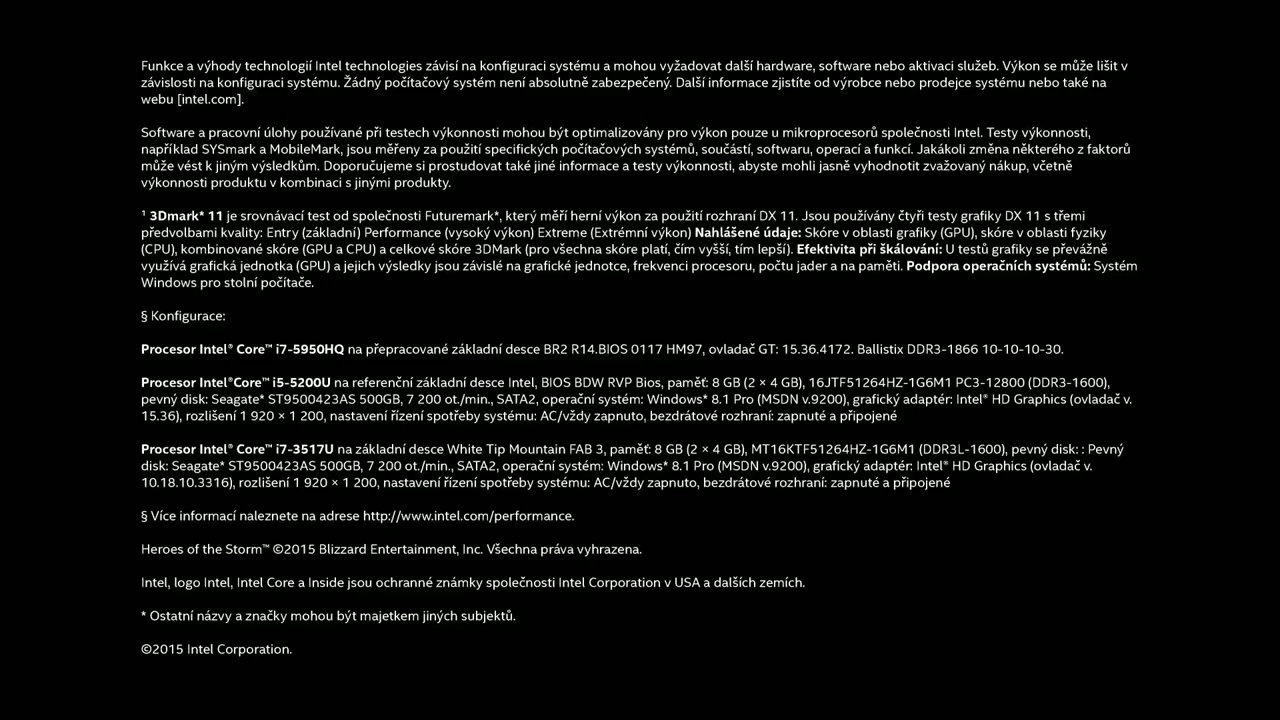 Funkce a výhody technologií Intel technologies závisí na konfiguraci systému a mohou vyžadovat další hardware, software nebo aktivaci služeb. Výkon se může lišit v
závislosti na konfiguraci systému. Žádný počítačový systém není absolutně zabezpečený. Další informace zjistíte od výrobce nebo prodejce systému nebo také na
webu [intel.com].
Software a pracovní úlohy používané při testech výkonnosti mohou být optimalizovány pro výkon pouze u mikroprocesorů společnosti Intel. Testy výkonnosti,
například SYSmark a MobileMark, jsou měřeny za použití specifických počítačových systémů, součástí, softwaru, operací a funkcí. Jakákoli změna některého z faktorů
může vést k jiným výsledkům. Doporučujeme si prostudovat také jiné informace a testy výkonnosti, abyste mohli jasně vyhodnotit zvažovaný nákup, včetně
výkonnosti produktu v kombinaci s jinými produkty.
¹ 3Dmark* 11 je srovnávací test od společnosti Futuremark*, který měří herní výkon za použití rozhraní DX 11. Jsou používány čtyři testy grafiky DX 11 s třemi
předvolbami kvality: Entry (základní) Performance (vysoký výkon) Extreme (Extrémní výkon) Nahlášené údaje: Skóre v oblasti grafiky (GPU), skóre v oblasti fyziky
(CPU), kombinované skóre (GPU a CPU) a celkové skóre 3DMark (pro všechna skóre platí, čím vyšší, tím lepší). Efektivita při škálování: U testů grafiky se převážně
využívá grafická jednotka (GPU) a jejich výsledky jsou závislé na grafické jednotce, frekvenci procesoru, počtu jader a na paměti. Podpora operačních systémů: Systém
Windows pro stolní počítače.
§ Konfigurace:
Procesor Intel® Core™ i7-5950HQ na přepracované základní desce BR2 R14.BIOS 0117 HM97, ovladač GT: 15.36.4172. Ballistix DDR3-1866 10-10-10-30.
Procesor Intel®Core™ i5-5200U na referenční základní desce Intel, BIOS BDW RVP Bios, paměť: 8 GB (2 × 4 GB), 16JTF51264HZ-1G6M1 PC3-12800 (DDR3-1600),
pevný disk: Seagate* ST9500423AS 500GB, 7 200 ot./min., SATA2, operační systém: Windows* 8.1 Pro (MSDN v.9200), grafický adaptér: Intel® HD Graphics (ovladač v.
15.36), rozlišení 1 920 × 1 200, nastavení řízení spotřeby systému: AC/vždy zapnuto, bezdrátové rozhraní: zapnuté a připojené
Procesor Intel® Core™ i7-3517U na základní desce White Tip Mountain FAB 3, paměť: 8 GB (2 × 4 GB), MT16KTF51264HZ-1G6M1 (DDR3L-1600), pevný disk: : Pevný
disk: Seagate* ST9500423AS 500GB, 7 200 ot./min., SATA2, operační systém: Windows* 8.1 Pro (MSDN v.9200), grafický adaptér: Intel® HD Graphics (ovladač v.
10.18.10.3316), rozlišení 1 920 × 1 200, nastavení řízení spotřeby systému: AC/vždy zapnuto, bezdrátové rozhraní: zapnuté a připojené
§ Více informací naleznete na adrese http://www.intel.com/performance.
Heroes of the Storm™ ©2015 Blizzard Entertainment, Inc. Všechna práva vyhrazena.
Intel, logo Intel, Intel Core a Inside jsou ochranné známky společnosti Intel Corporation v USA a dalších zemích.
* Ostatní názvy a značky mohou být majetkem jiných subjektů.
©2015 Intel Corporation.